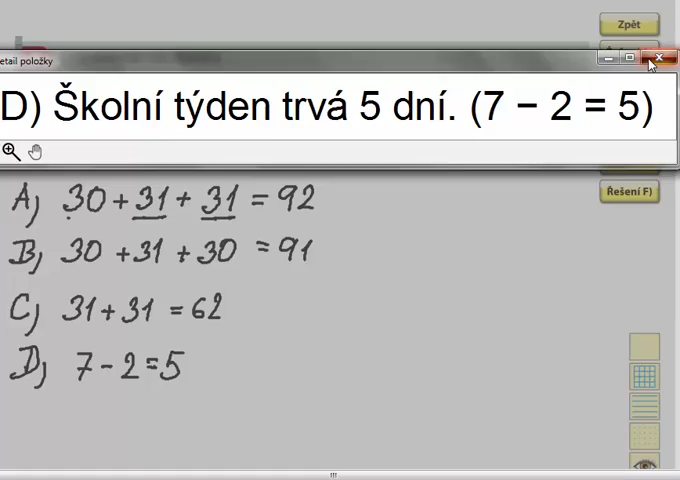 Zpět
etail položky
D) Školní týden trvá 5 dní. (7 − 2 = 5)
A) 30 + 31 + 31 = 92
Řešení F)
B) 30 + 31 + 30 = 91
C) 31 + 31 = 62
D) 7 - 2 = 5